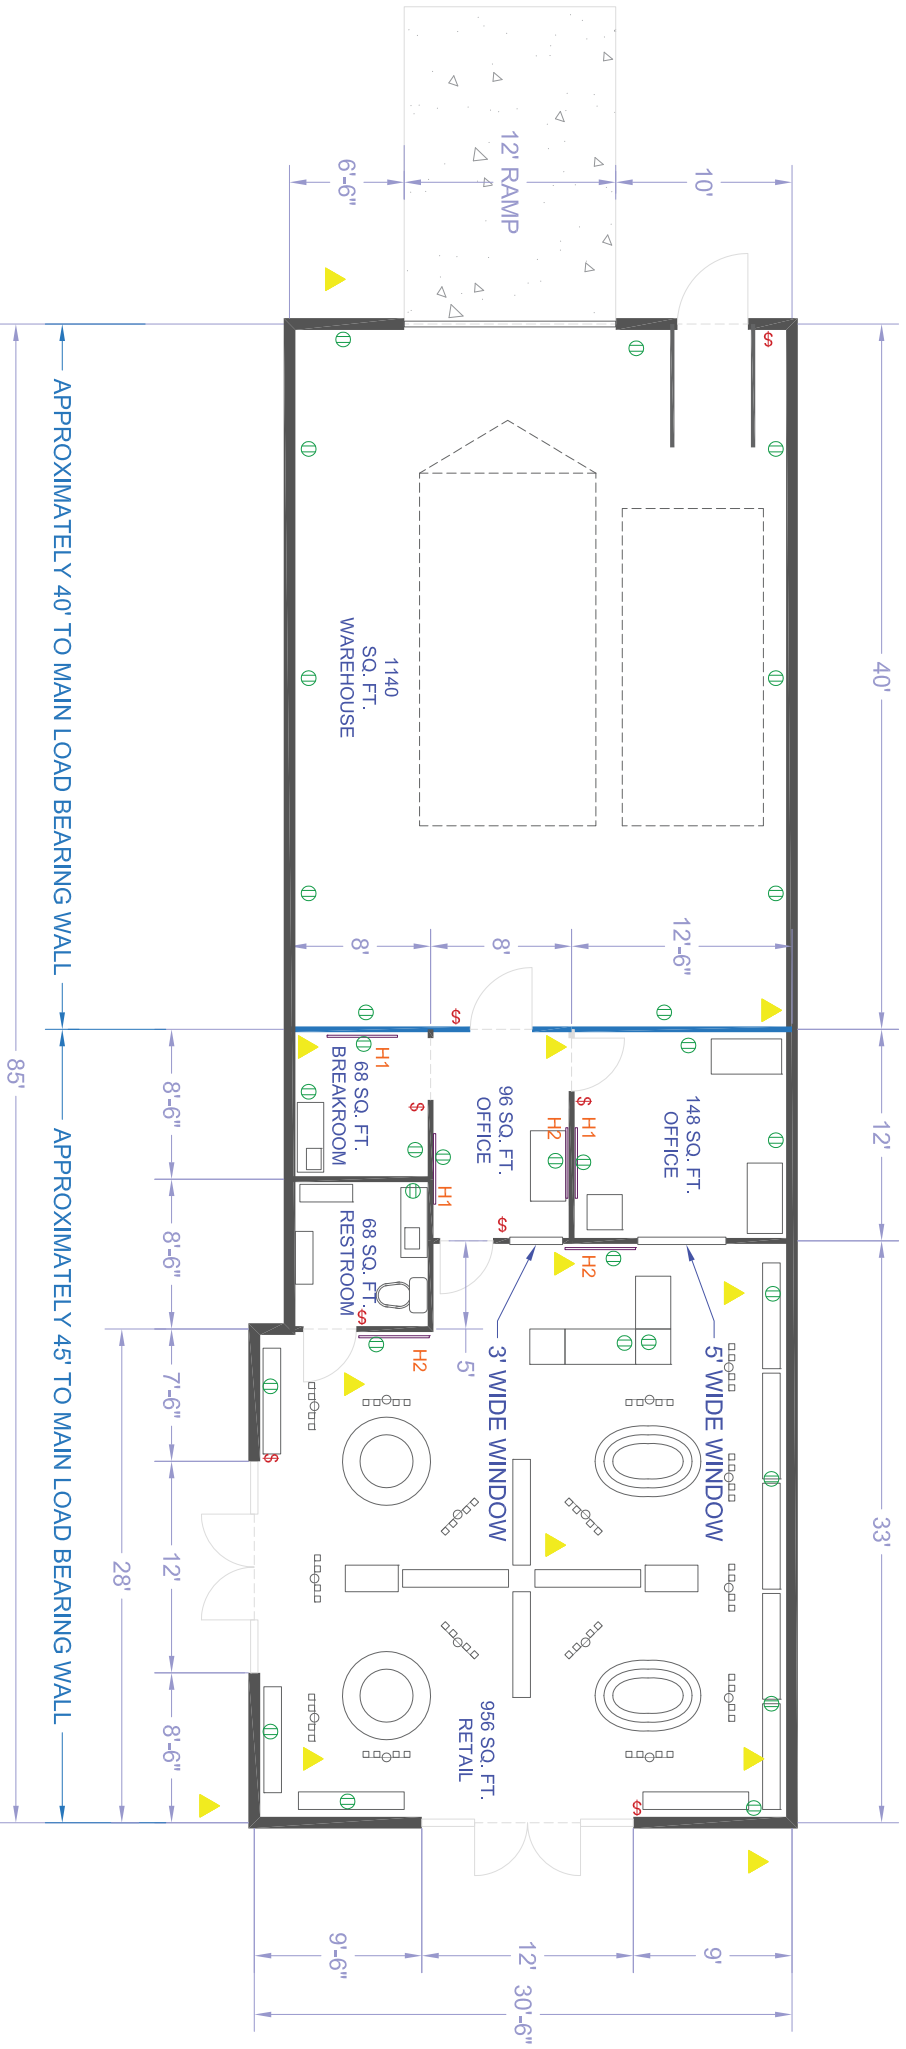 10'
12' RAMP
6'-6"
40'
12'
33'
$
1140
SQ. FT.
WAREHOUSE
12'-6"
8'
8'
$
148 SQ. FT.
OFFICE
$
H1
H2
96 SQ. FT.
OFFICE
$
H1
68 SQ. FT.
BREAKROOM
$
H1
68 SQ. FT.
RESTROOM
$
H2
H2
5'
5' WIDE WINDOW
3' WIDE WINDOW
956 SQ. FT.
RETAIL
$
$
8'-6"
8'-6"
7'-6"
12'
8'-6"
28'
APPROXIMATELY 40' TO MAIN LOAD BEARING WALL
APPROXIMATELY 45' TO MAIN LOAD BEARING WALL
85'
9'
12'
9'-6"
30'-6"